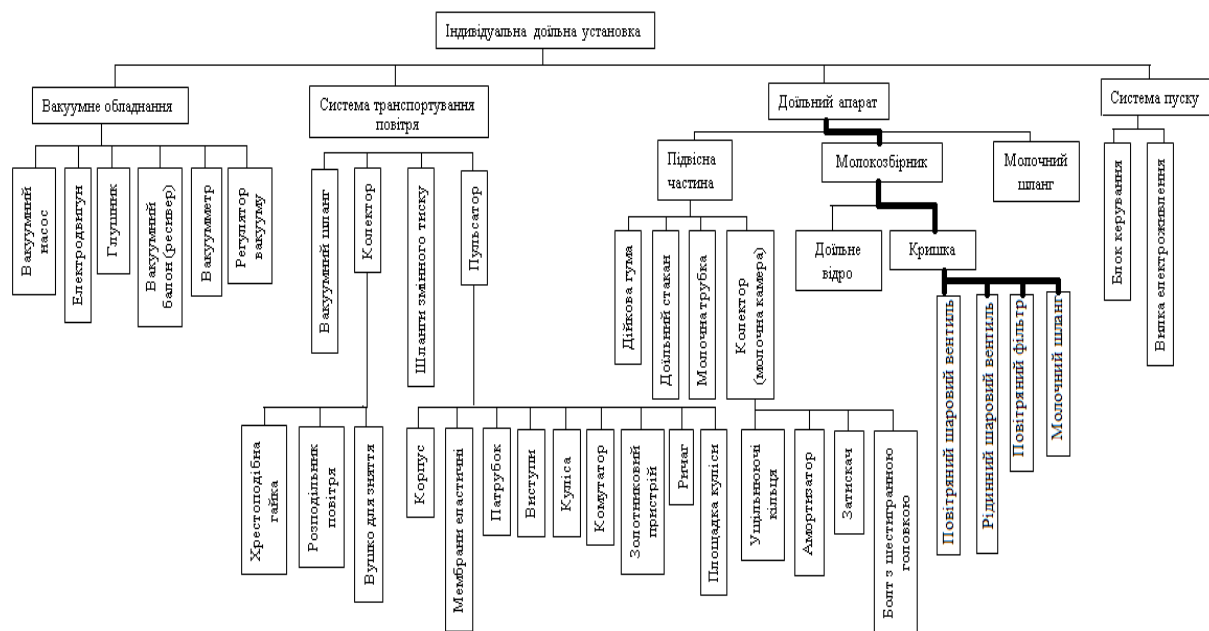 Індивідуальна доїльна установка
Вакуумне обладнання
Система транспортування
повітря
Доїльний апарат
Система пуску
Підвісна
частина
Молокозбірник
Молочний
шланг
Вакуумний
насос
Електродвигун
Глушник
Вакуумний
балон (ресивер)
Вакуумметр
Регулятор
вакууму
Вакуумний шланг
Колектор
Шланги змінного тиску
Пульсатор
Дійкова гума
Доїльний стакан
Молочна трубка
Колектор
(молочна камера)
Доїльне
відро
Кришка
Блок керування
Вилка електроживлення
Хрестоподібна
гайка
Розподільник
повітря
Вушко для зняття
Корпус
Мембрани еластичні
Патрубок
Виступи
Куліса
Комутатор
Золотниковий
пристрій
Ричаг
Площадка куліси
Ущільнюючі
кільця
Амортизатор
Затискач
Болт з шестигранною
головкою
Повітряний шаровий вентиль
Рідинний шаровий вентиль
Повітряний фільтр
Молочний шланг